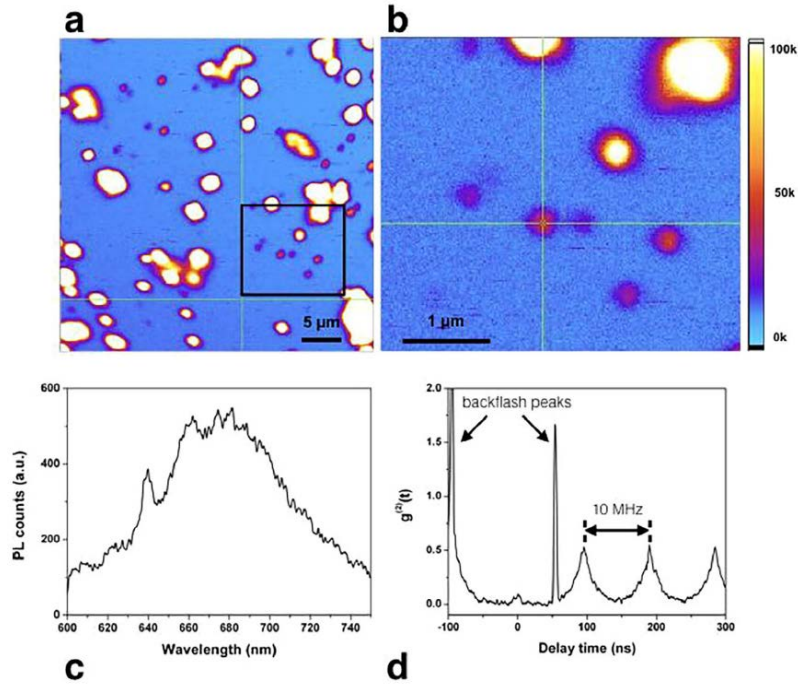 a
b
5 µm
1 µm
100k
50k
0k
PL counts (a.u.)
600
400
200
0
600 620 640 660 680 700 720 740
Wavelength (nm)
c
g(2)(t)
2.0
1.5
1.0
0.5
0.0
backflash peaks
10 MHz
-100 0 100 200 300
Delay time (ns)
d